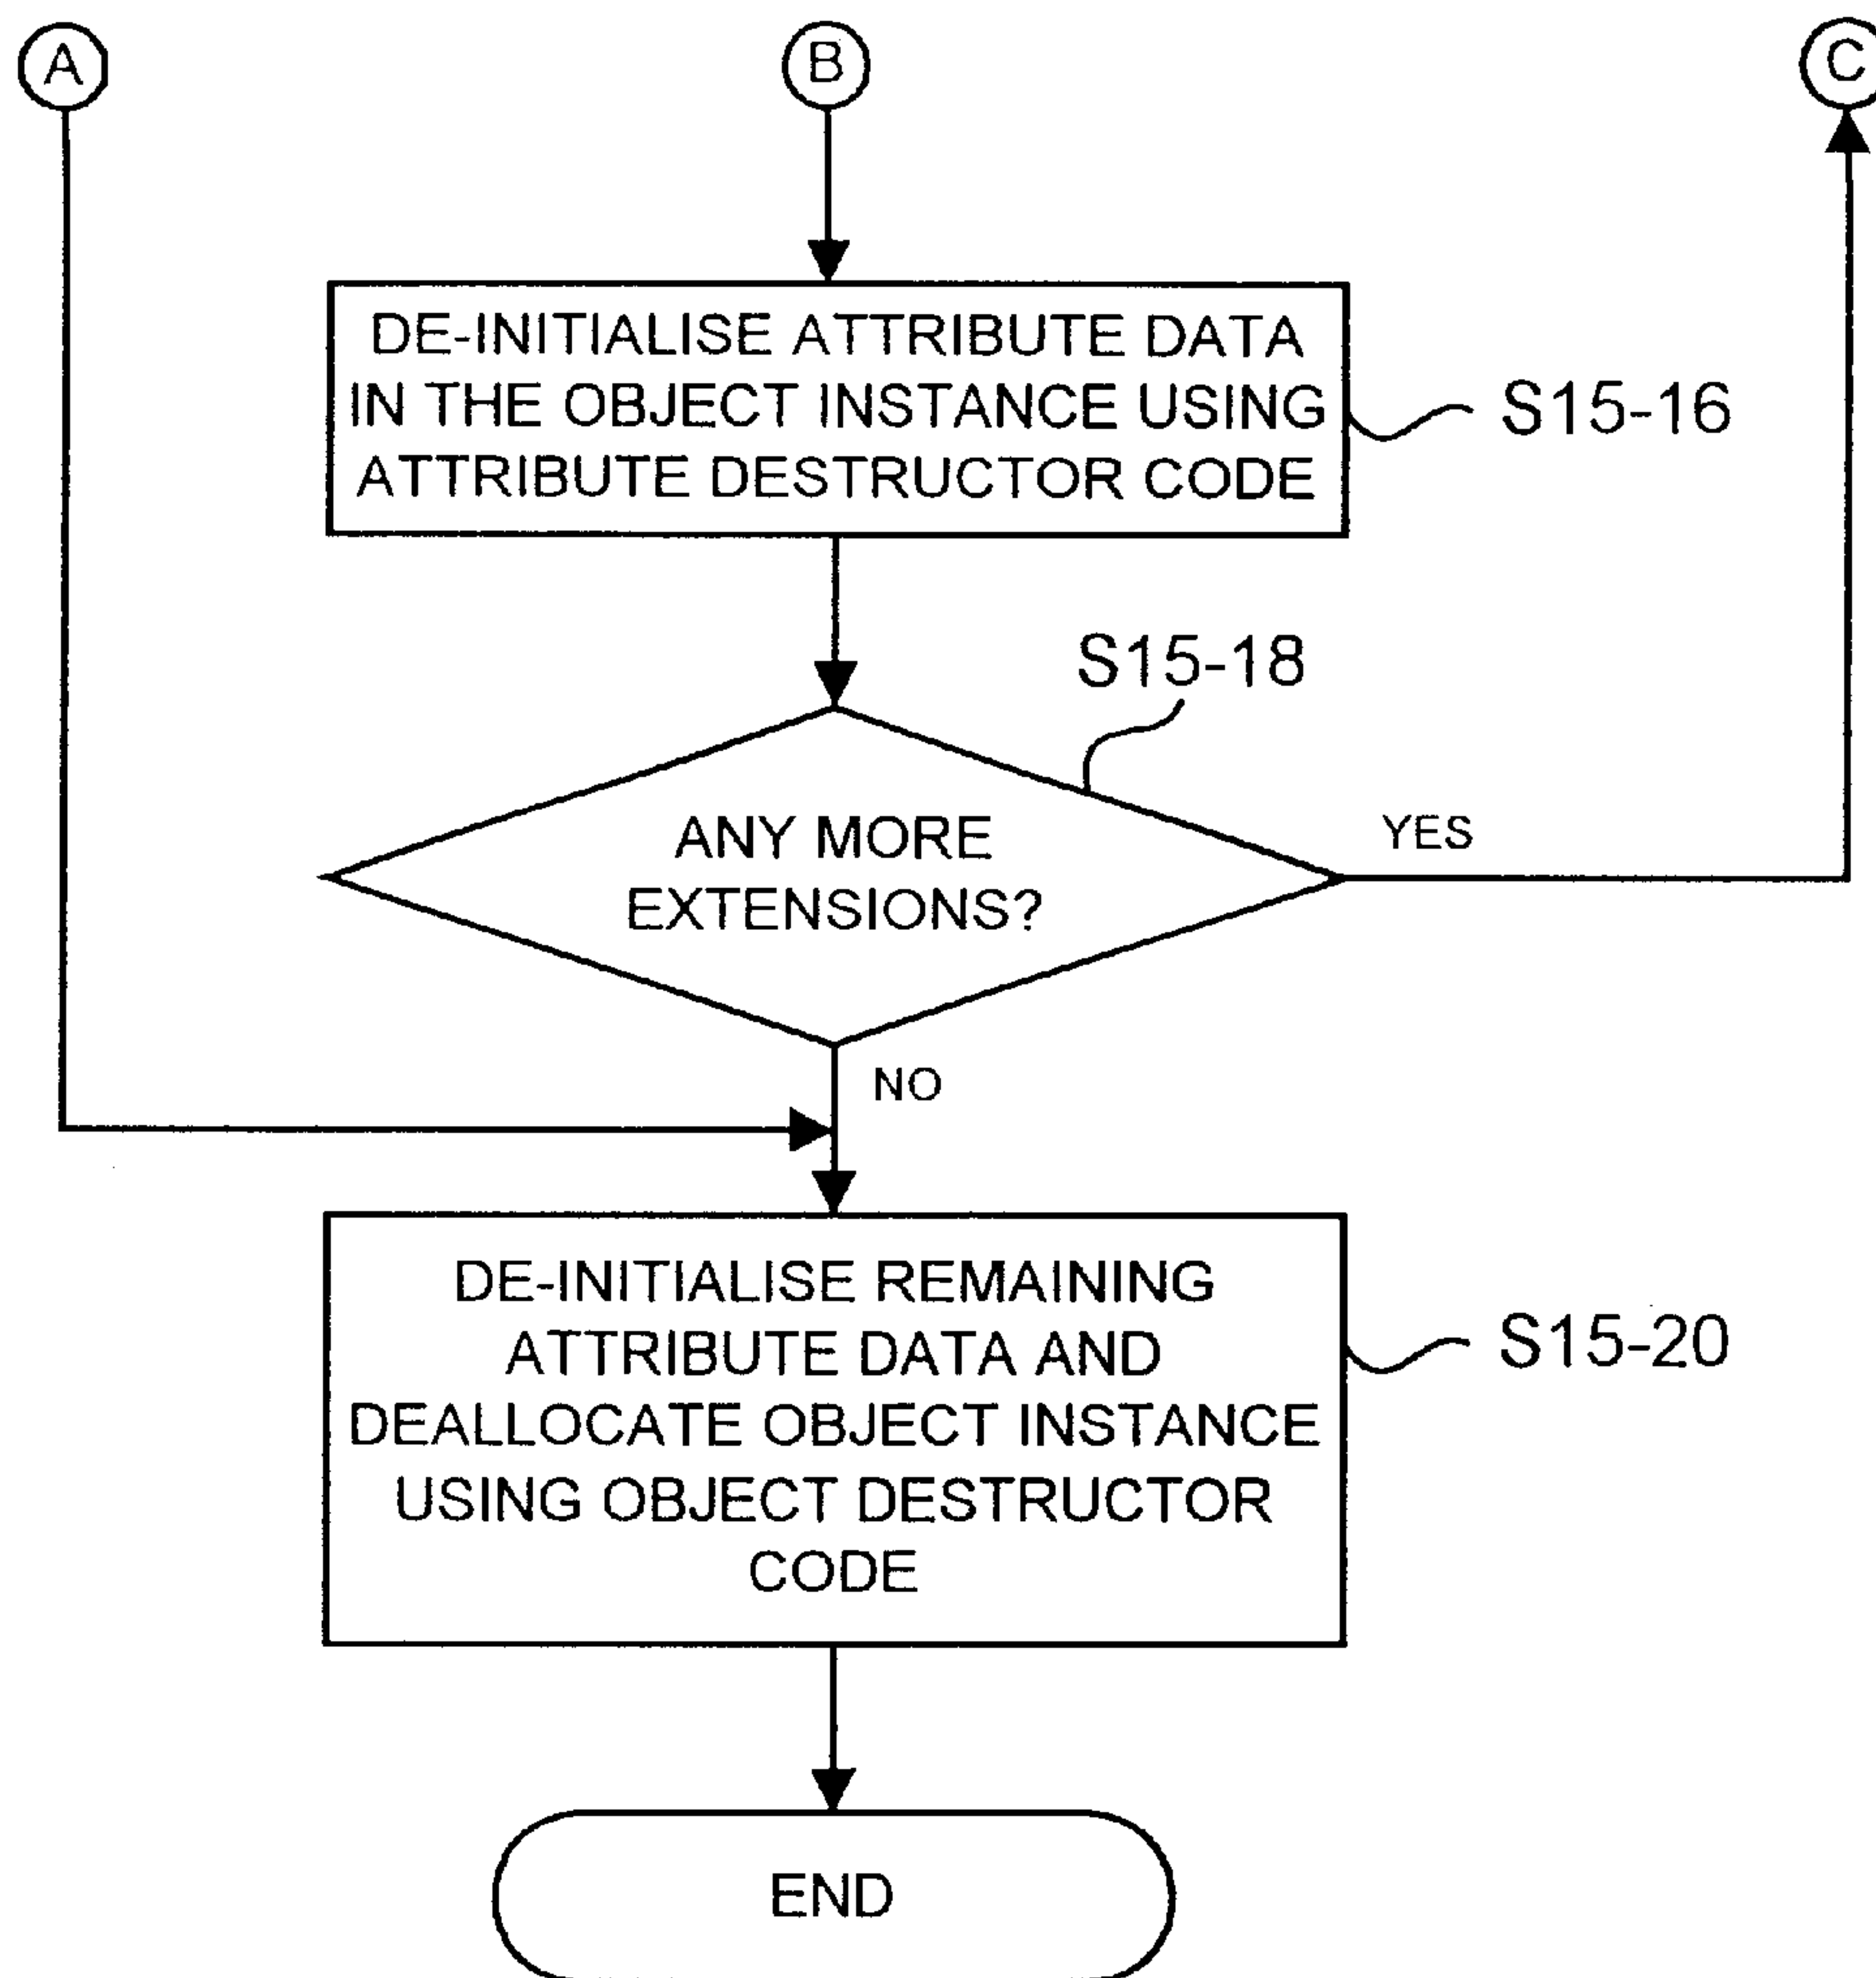 A
B
C
DE-INITIALISE ATTRIBUTE DATA
IN THE OBJECT INSTANCE USING
ATTRIBUTE DESTRUCTOR CODE
S15-16
S15-18
ANY MORE
EXTENSIONS?
YES
NO
DE-INITIALISE REMAINING
ATTRIBUTE DATA AND
DEALLOCATE OBJECT INSTANCE
USING OBJECT DESTRUCTOR
CODE
S15-20
END